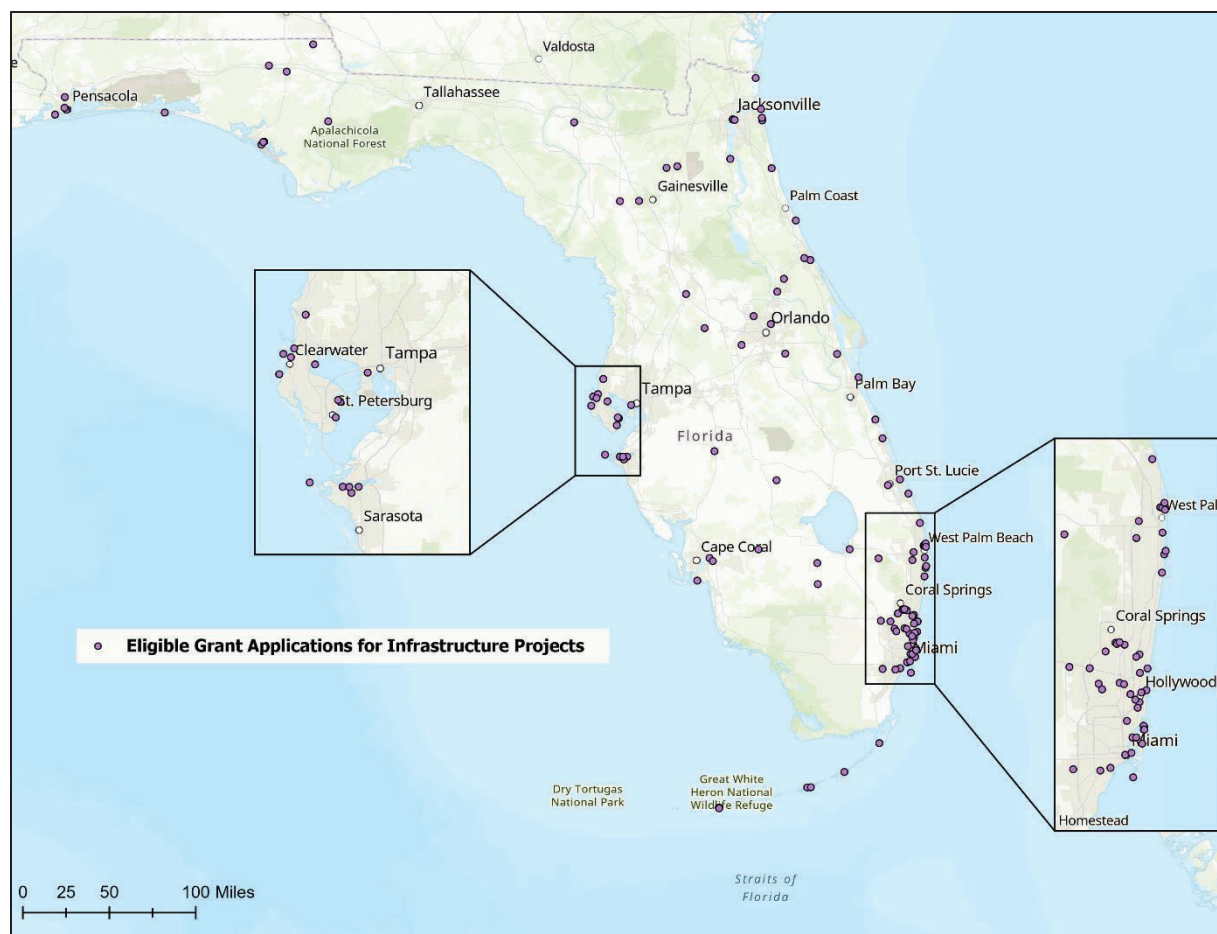 Valdosta
e
Pensacola
Tallahassee
Jacksonville
Apalachicola
National Forest
Gainesville
Palm Coast
Clearwater
Tampa
St. Petersburg
Sarasota
Orlando
Tampa
Palm Bay
Florida
Port St. Lucie
West Pal
Cape Coral
West Palm Beach
Coral Springs
Coral Springs
Eligible Grant Applications for Infrastructure Projects
Miami
Hollywood
Miami
Dry Tortugas
National Park
Great White
Heron National
Wildlife Refuge
Homestead
Straits of
Florida
0 25 50 100 Miles